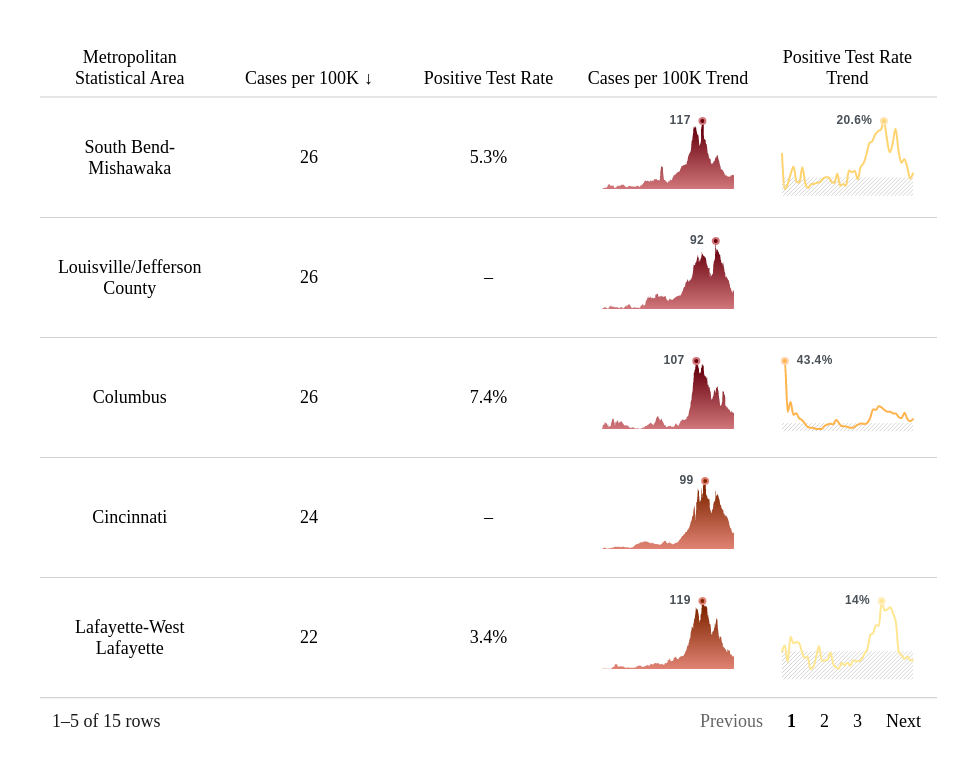 Metropolitan
Statistical Area
Cases per 100K ↓
Positive Test Rate
Cases per 100K Trend
Positive Test Rate
Trend
South Bend-
Mishawaka
26
5.3%
117
20.6%
Louisville/Jefferson
County
26
–
92
Columbus
26
7.4%
107
43.4%
Cincinnati
24
–
99
Lafayette-West
Lafayette
22
3.4%
119
14%
1–5 of 15 rows
Previous 1 2 3 Next